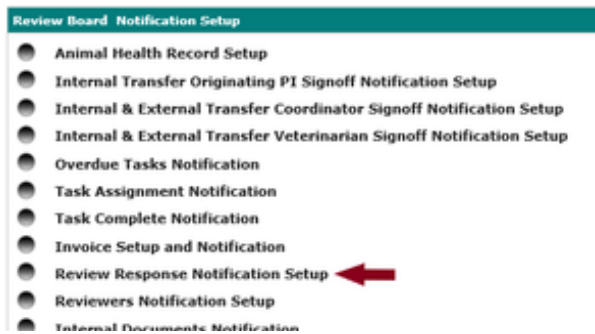 Review Board Notification Setup
Animal Health Record Setup
Internal Transfer Originating PI Signoff Notification Setup
Internal & External Transfer Coordinator Signoff Notification Setup
Internal & External Transfer Veterinarian Signoff Notification Setup
Overdue Tasks Notification
Task Assignment Notification
Task Complete Notification
Invoice Setup and Notification
Review Response Notification Setup
Reviewers Notification Setup
Internal Documents Notification